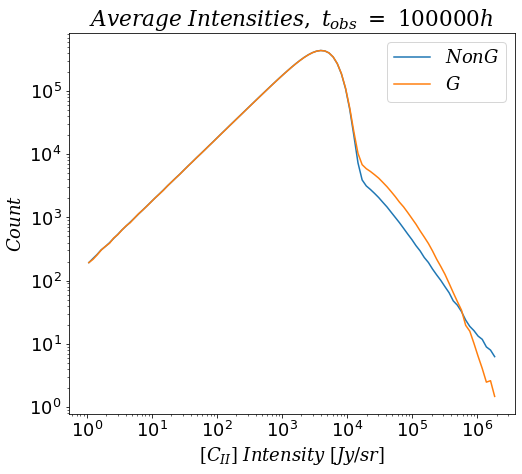 Average Intensities, t_obs = 100000h
NonG
G
Count
10^5
10^4
10^3
10^2
10^1
10^0
10^0 10^1 10^2 10^3 10^4 10^5 10^6
[C_II] Intensity [Jy/sr]